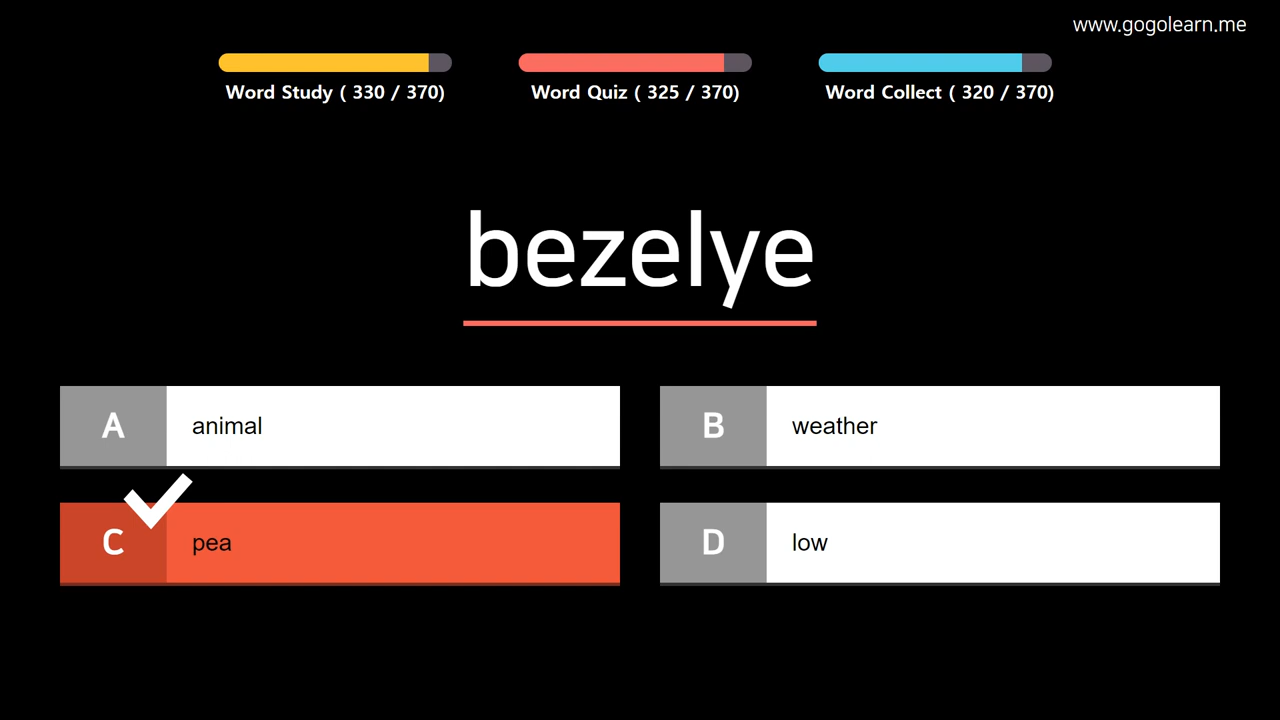 www.gogolearn.me
Word Study ( 330 / 370)
Word Quiz ( 325 / 370)
Word Collect ( 320 / 370)
bezelye
A animal
B weather
C pea
D low